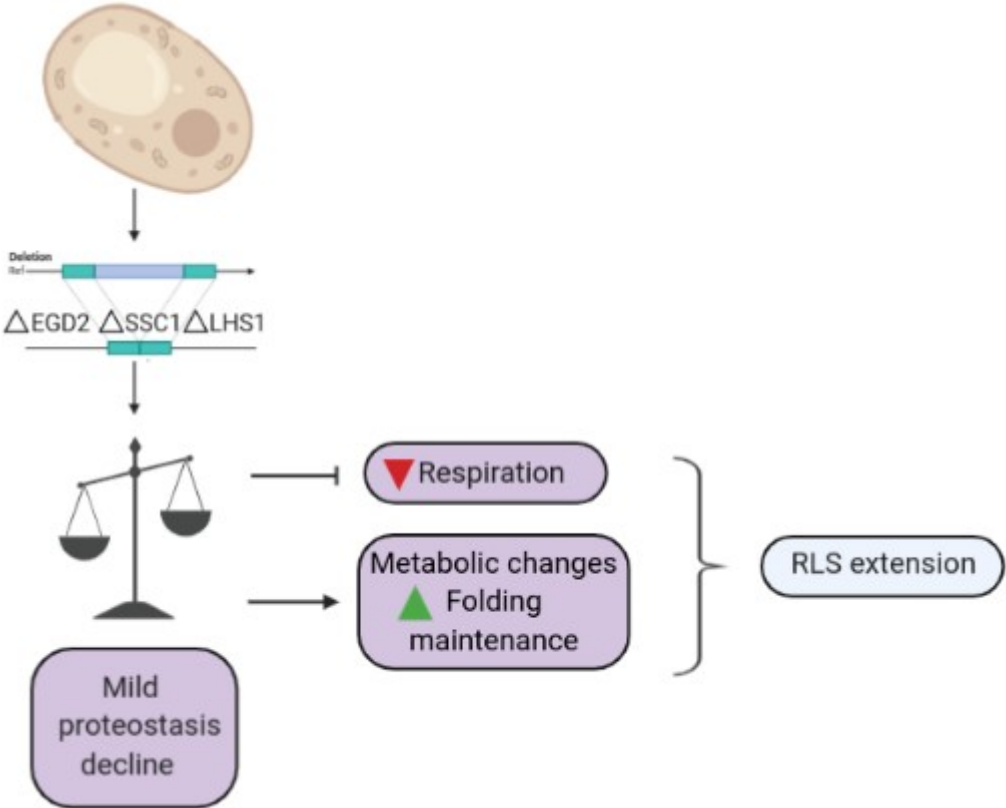 Deletion
Ref
△EGD2 △SSC1 △LHS1
Respiration
Metabolic changes
Folding
maintenance
RLS extension
Mild
proteostasis
decline